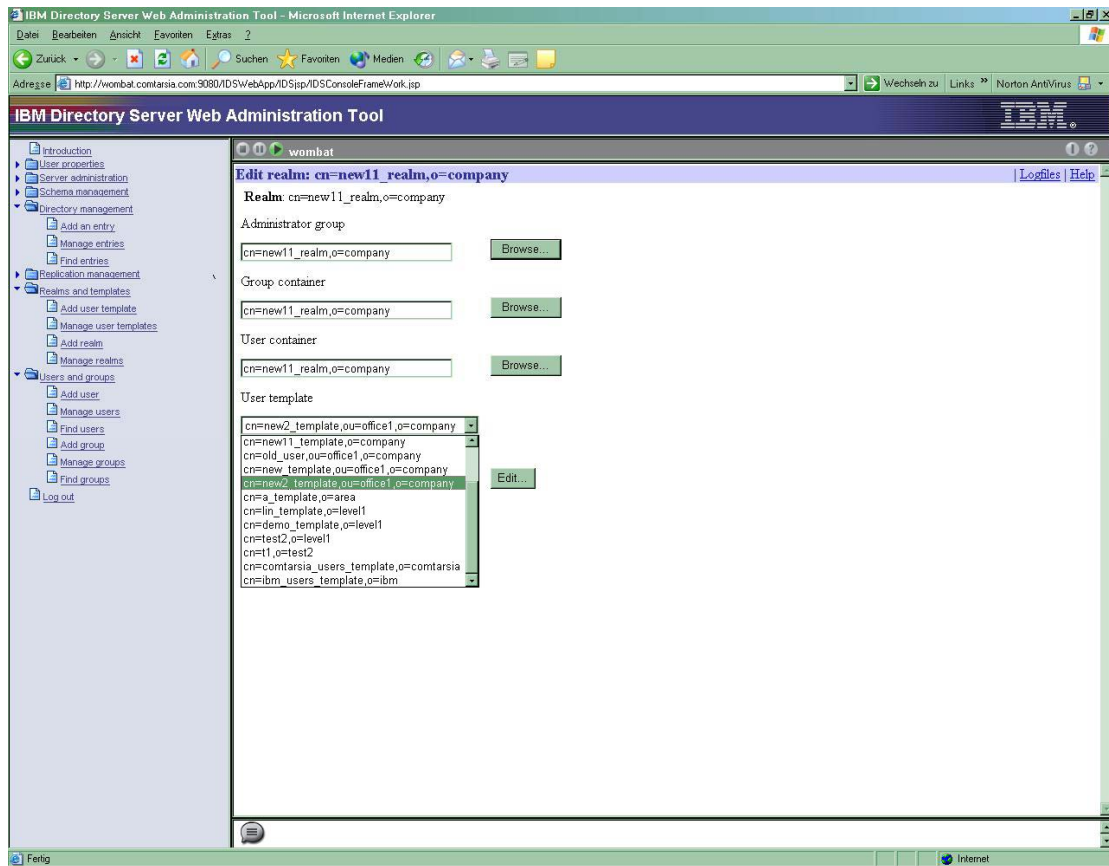 IBM Directory Server Web Administration Tool - Microsoft Internet Explorer
Datei Bearbeiten Ansicht Favoriten Extras ?
Zurück Suchen Favoriten Medien
Adresse http://wombat.comtarsia.com:9080/IDSWebApp/IDSjsp/IDSConsoleFrameWork.jsp Wechseln zu Links » Norton AntiVirus
IBM Directory Server Web Administration Tool IBM
Introduction
User properties
Server administration
Schema management
Directory management
Add an entry
Manage entries
Find entries
Replication management
Realms and templates
Add user template
Manage user templates
Add realm
Manage realms
Users and groups
Add user
Manage users
Find users
Add group
Manage groups
Find groups
Log out
wombat
Edit realm: cn=new11_realm,o=company | Logfiles | Help
Realm: cn=new11_realm,o=company
Administrator group
cn=new11_realm,o=company Browse...
Group container
cn=new11_realm,o=company Browse...
User container
cn=new11_realm,o=company Browse...
User template
cn=new2_template,ou=office1,o=company
cn=new11_template,o=company
cn=old_user,ou=office1,o=company
cn=new_template,ou=office1,o=company
cn=new2_template,ou=office1,o=company Edit...
cn=a_template,o=area
cn=lin_template,o=level1
cn=demo_template,o=level1
cn=test2,o=level1
cn=t1,o=test2
cn=comtarsia_users_template,o=comtarsia
cn=ibm_users_template,o=ibm
Fertig Internet